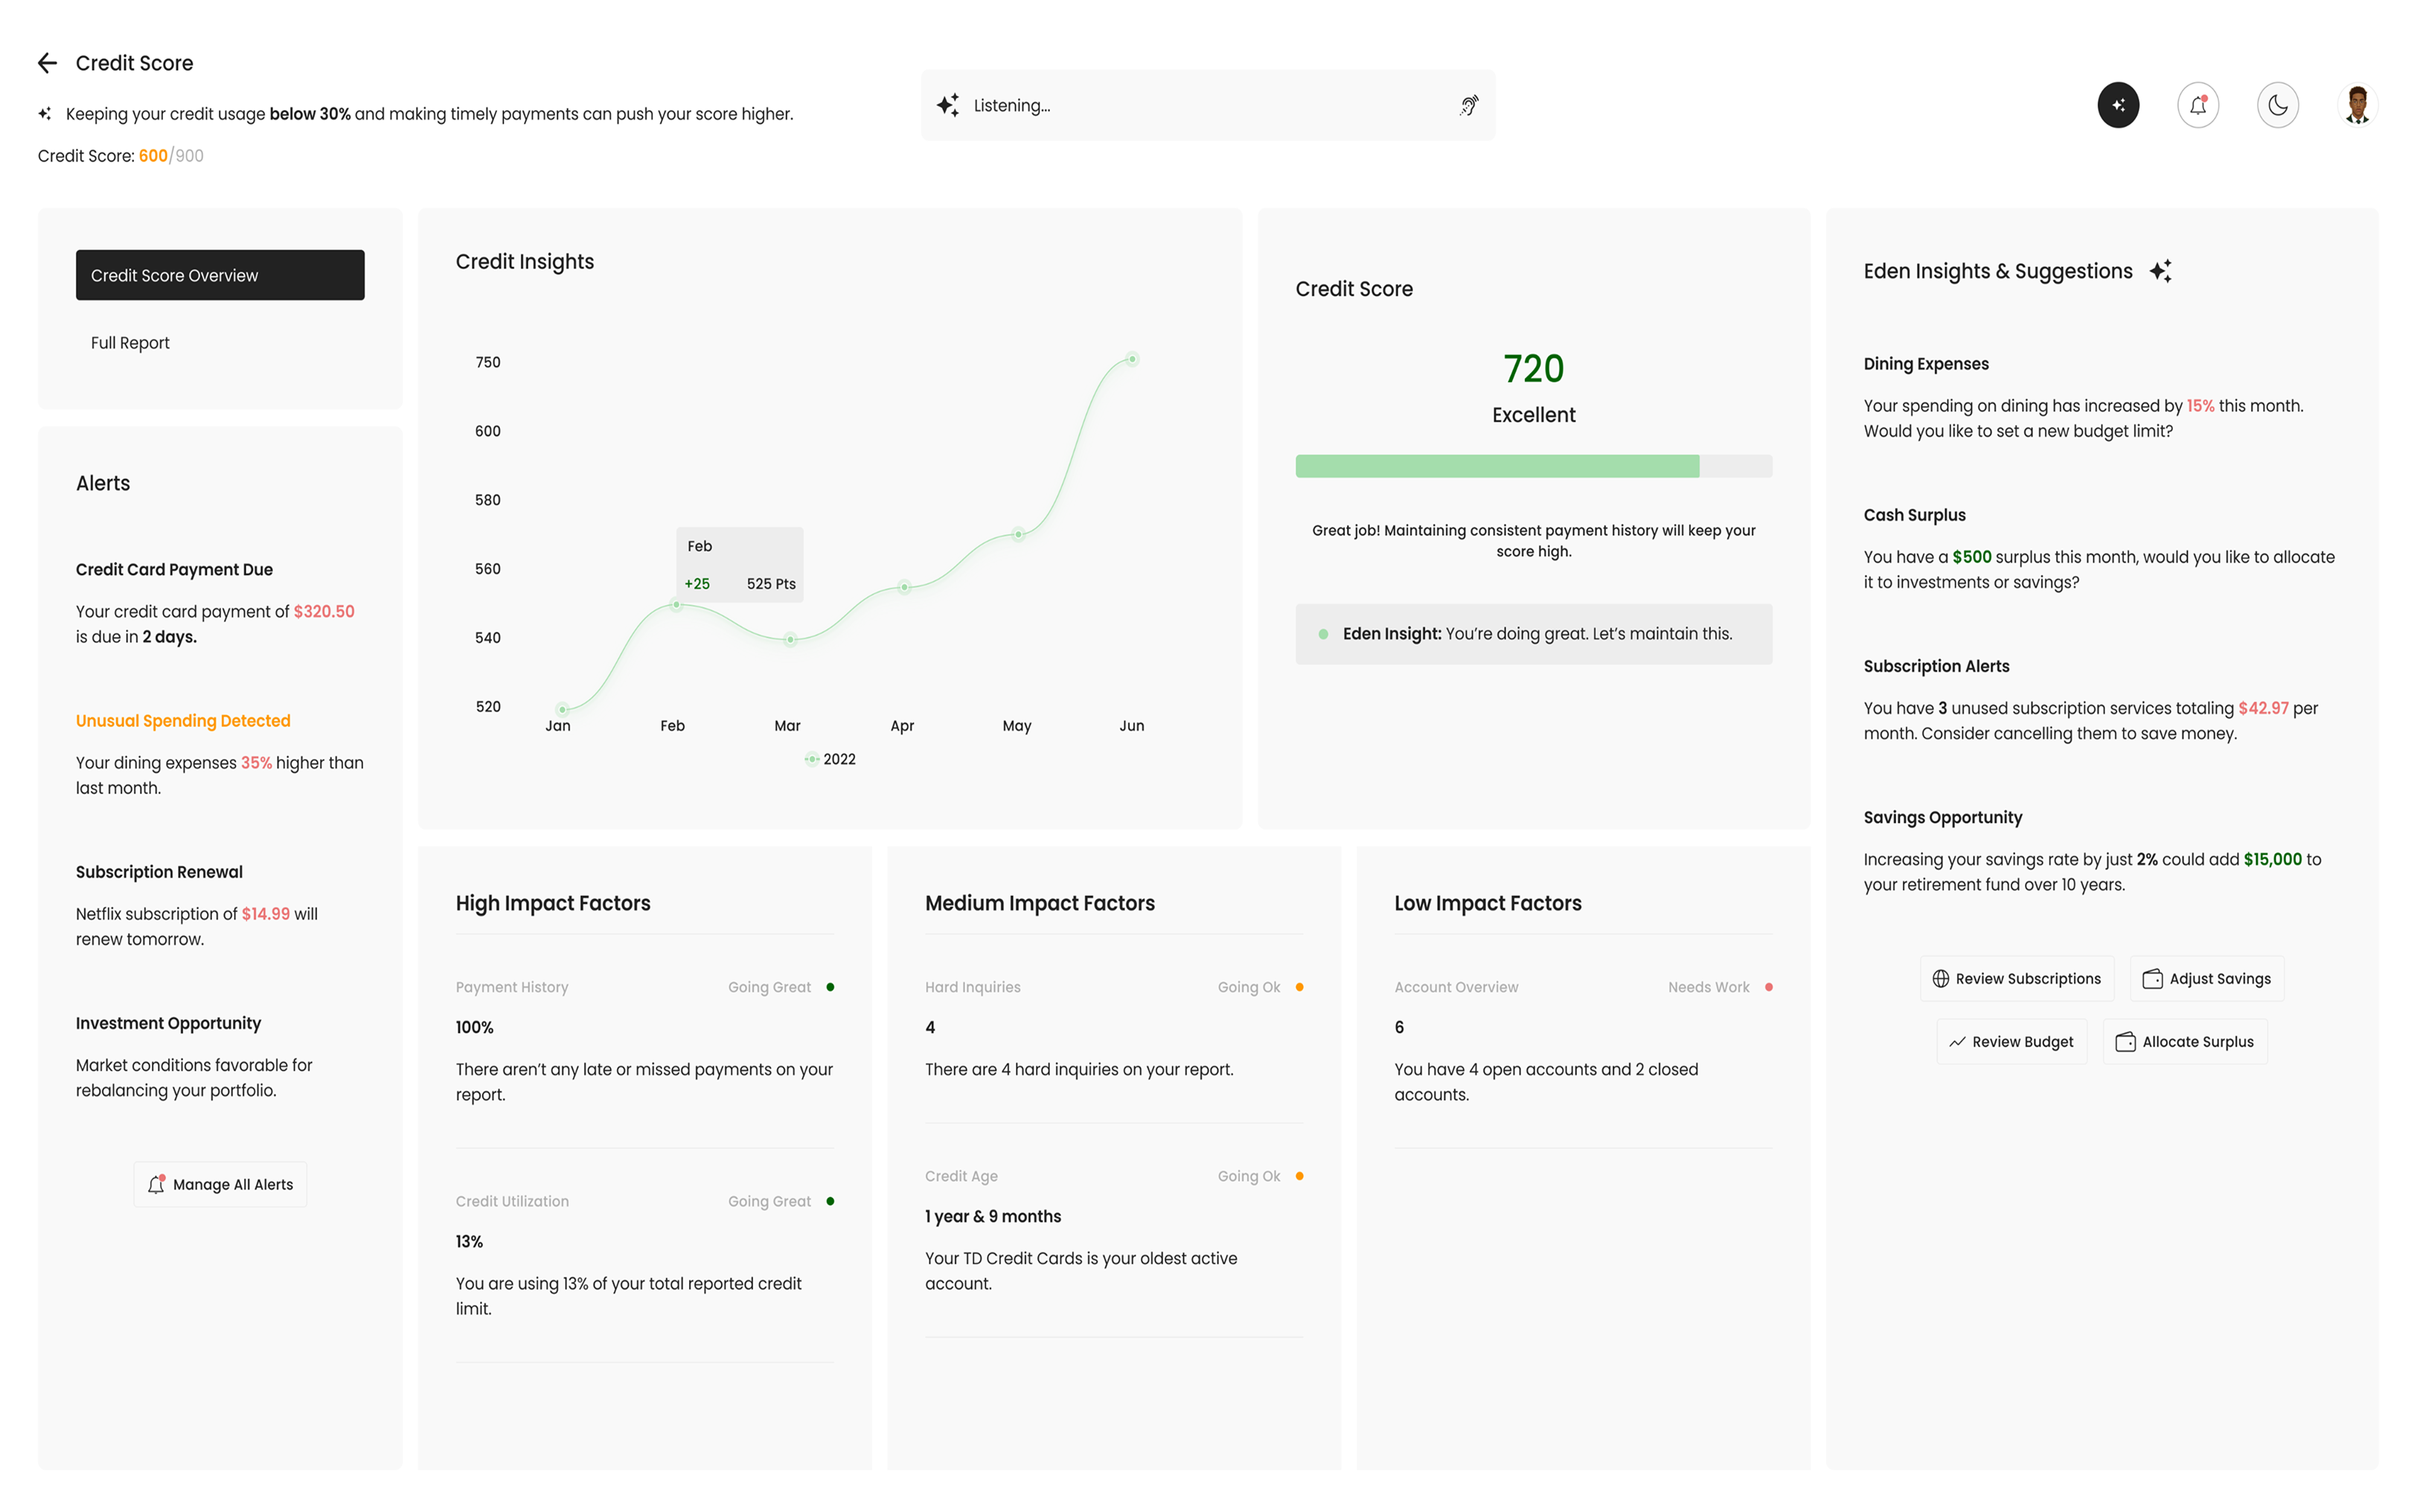 Credit Score
Keeping your credit usage below 30% and making timely payments can push your score higher.
Credit Score: 600/900
Listening...
Credit Score Overview
Full Report
Alerts
Credit Card Payment Due
Your credit card payment of $320.50
is due in 2 days.
Unusual Spending Detected
Your dining expenses 35% higher than
last month.
Subscription Renewal
Netflix subscription of $14.99 will
renew tomorrow.
Investment Opportunity
Market conditions favorable for
rebalancing your portfolio.
Manage All Alerts
Credit Insights
750
600
580
560
540
520
Feb
+25 525 Pts
Jan Feb Mar Apr May Jun
2022
Credit Score
720
Excellent
Great job! Maintaining consistent payment history will keep your
score high.
Eden Insight: You’re doing great. Let’s maintain this.
High Impact Factors
Payment History Going Great
100%
There aren’t any late or missed payments on your
report.
Credit Utilization Going Great
13%
You are using 13% of your total reported credit
limit.
Medium Impact Factors
Hard Inquiries Going Ok
4
There are 4 hard inquiries on your report.
Credit Age Going Ok
1 year & 9 months
Your TD Credit Cards is your oldest active
account.
Low Impact Factors
Account Overview Needs Work
6
You have 4 open accounts and 2 closed
accounts.
Eden Insights & Suggestions
Dining Expenses
Your spending on dining has increased by 15% this month.
Would you like to set a new budget limit?
Cash Surplus
You have a $500 surplus this month, would you like to allocate
it to investments or savings?
Subscription Alerts
You have 3 unused subscription services totaling $42.97 per
month. Consider cancelling them to save money.
Savings Opportunity
Increasing your savings rate by just 2% could add $15,000 to
your retirement fund over 10 years.
Review Subscriptions Adjust Savings
Review Budget Allocate Surplus